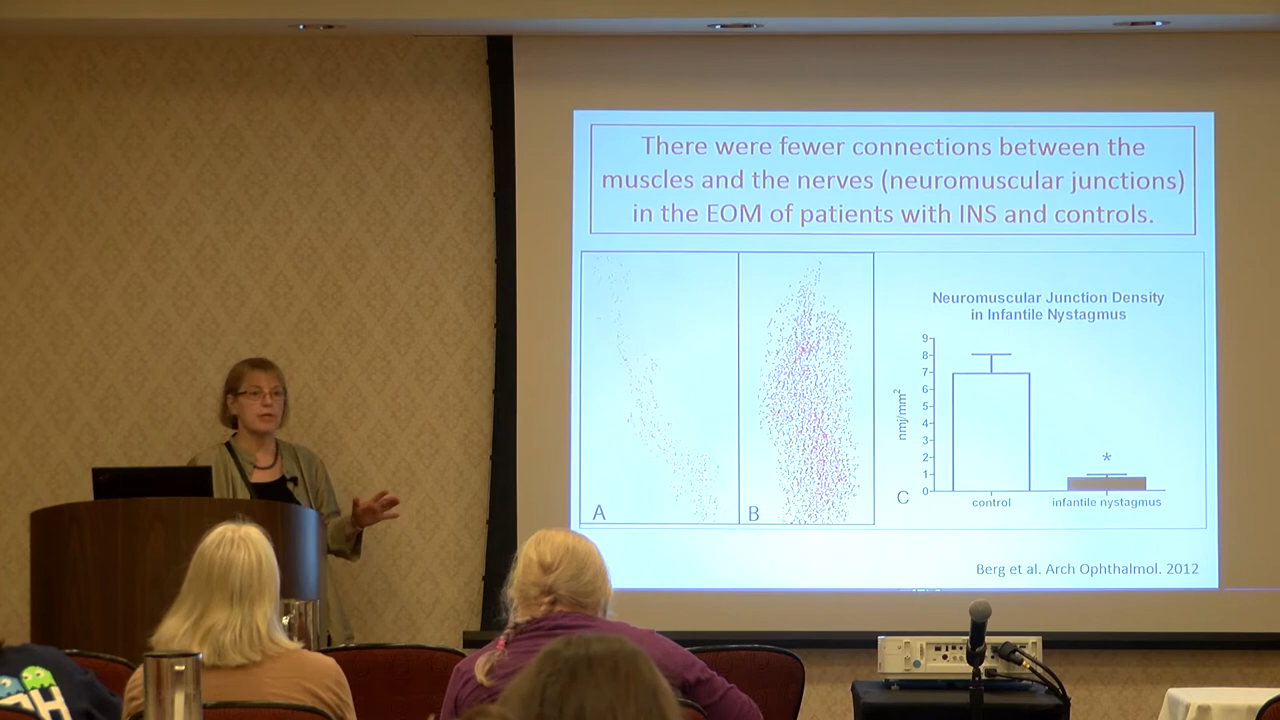 There were fewer connections between the
muscles and the nerves (neuromuscular junctions)
in the EOM of patients with INS and controls.
A
B
Neuromuscular Junction Density
in Infantile Nystagmus
nmj/mm²
9
8
7
6
5
4
3
2
1
0
*
control
infantile nystagmus
C
Berg et al. Arch Ophthalmol. 2012